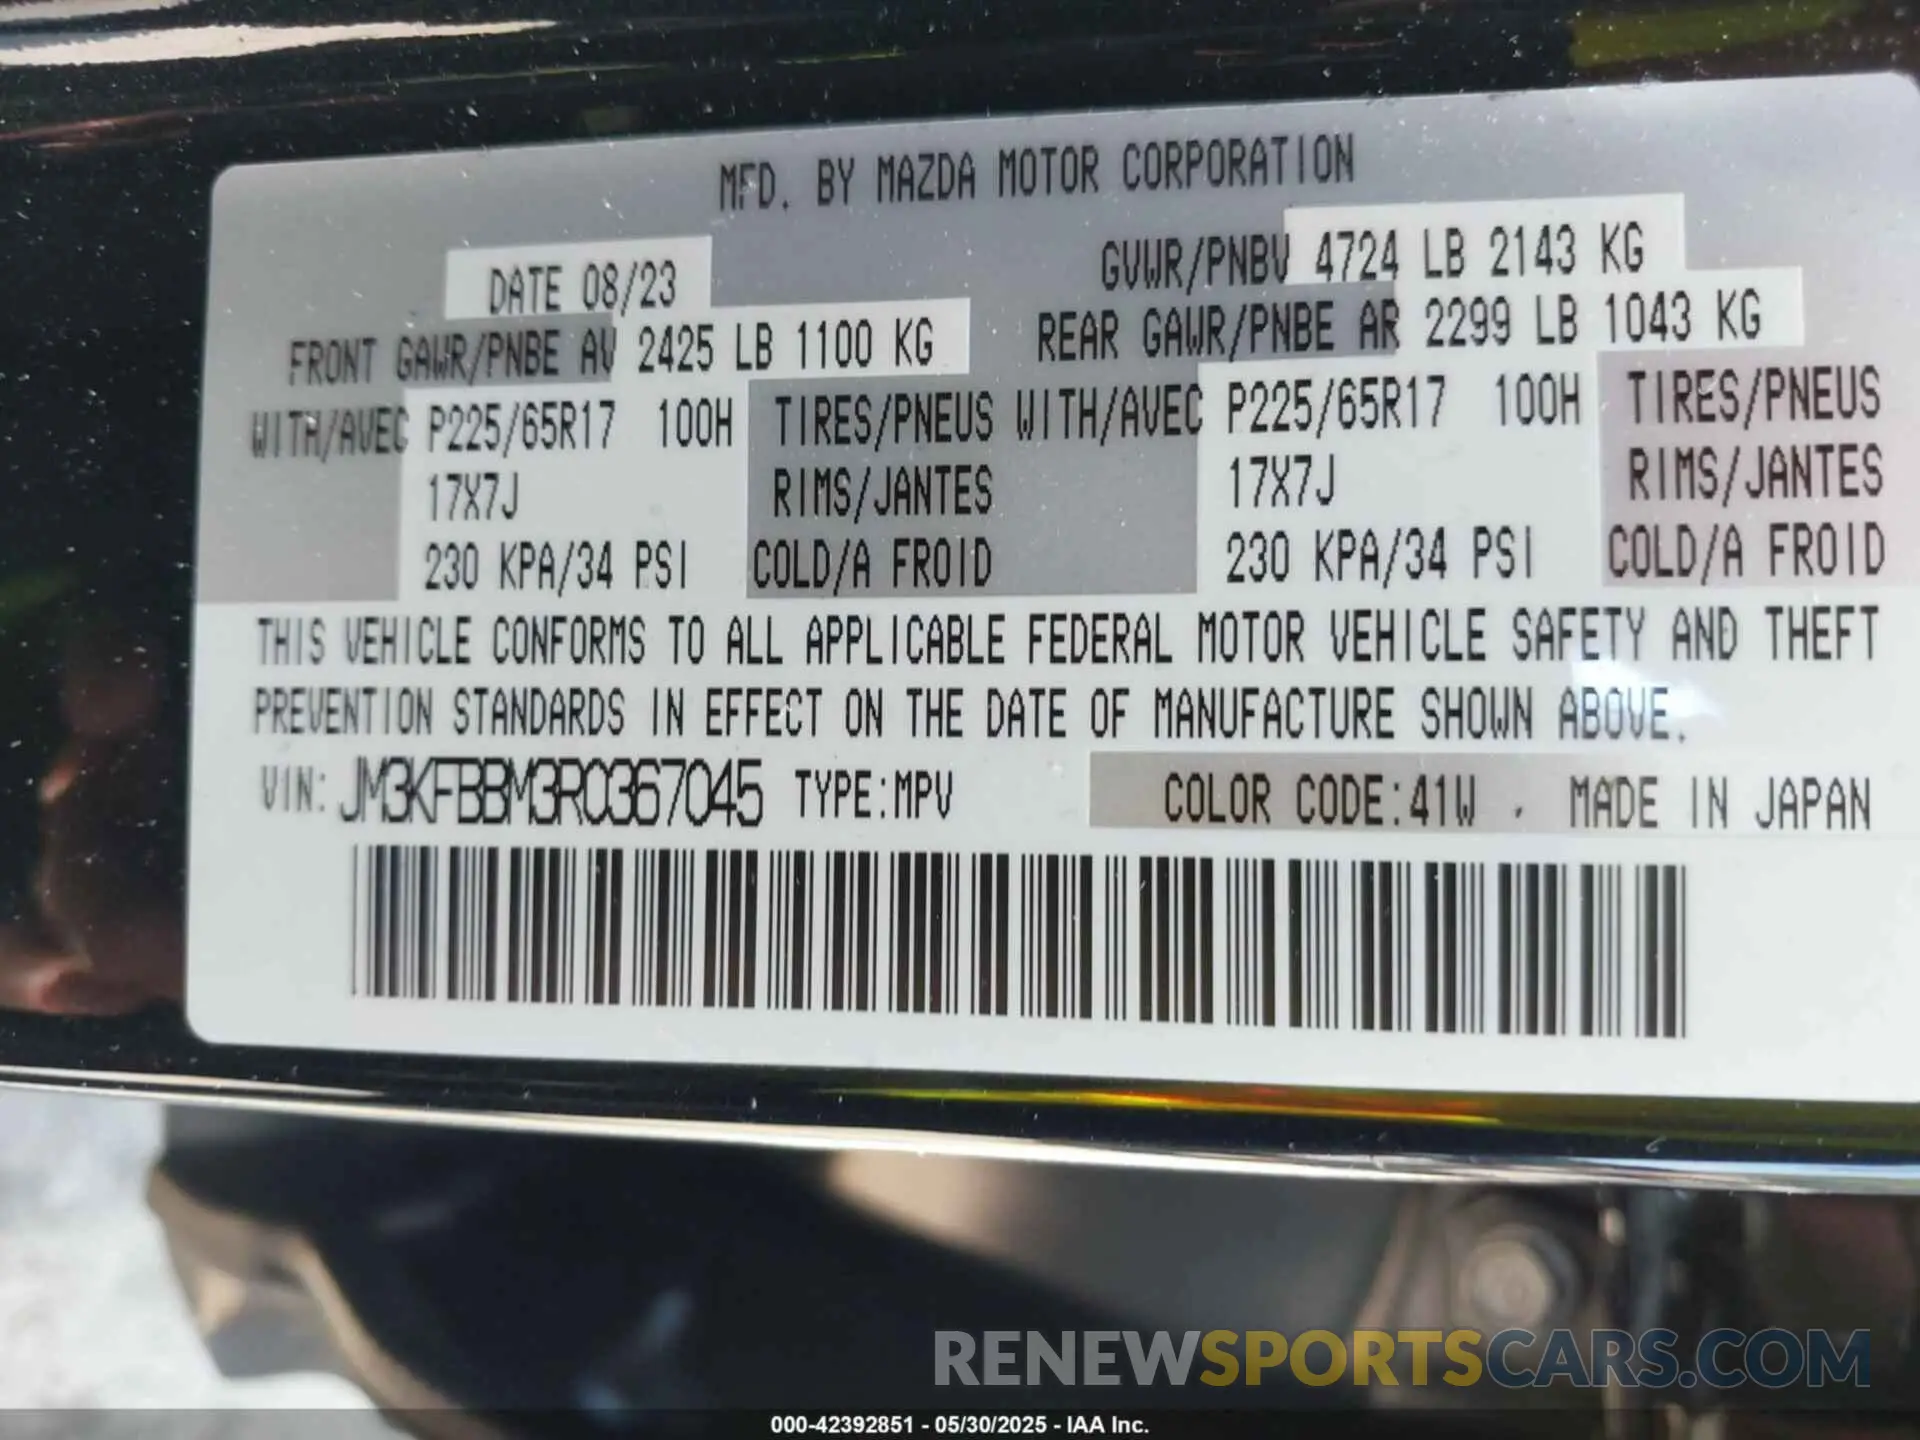 MFD. BY MAZDA MOTOR CORPORATION
DATE 08/23 GVWR/PNBV 4724 LB 2143 KG
FRONT GAWR/PNBE AV 2425 LB 1100 KG REAR GAWR/PNBE AR 2299 LB 1043 KG
WITH/AVEC P225/65R17 100H TIRES/PNEUS WITH/AVEC P225/65R17 100H TIRES/PNEUS
17X7J RIMS/JANTES 17X7J RIMS/JANTES
230 KPA/34 PSI COLD/A FROID 230 KPA/34 PSI COLD/A FROID
THIS VEHICLE CONFORMS TO ALL APPLICABLE FEDERAL MOTOR VEHICLE SAFETY AND THEFT
PREVENTION STANDARDS IN EFFECT ON THE DATE OF MANUFACTURE SHOWN ABOVE.
VIN: JM3KFBBM3R0367045 TYPE:MPV COLOR CODE:41W . MADE IN JAPAN
RENEWSPORTSCARS.COM
000-42392851 - 05/30/2025 - IAA Inc.